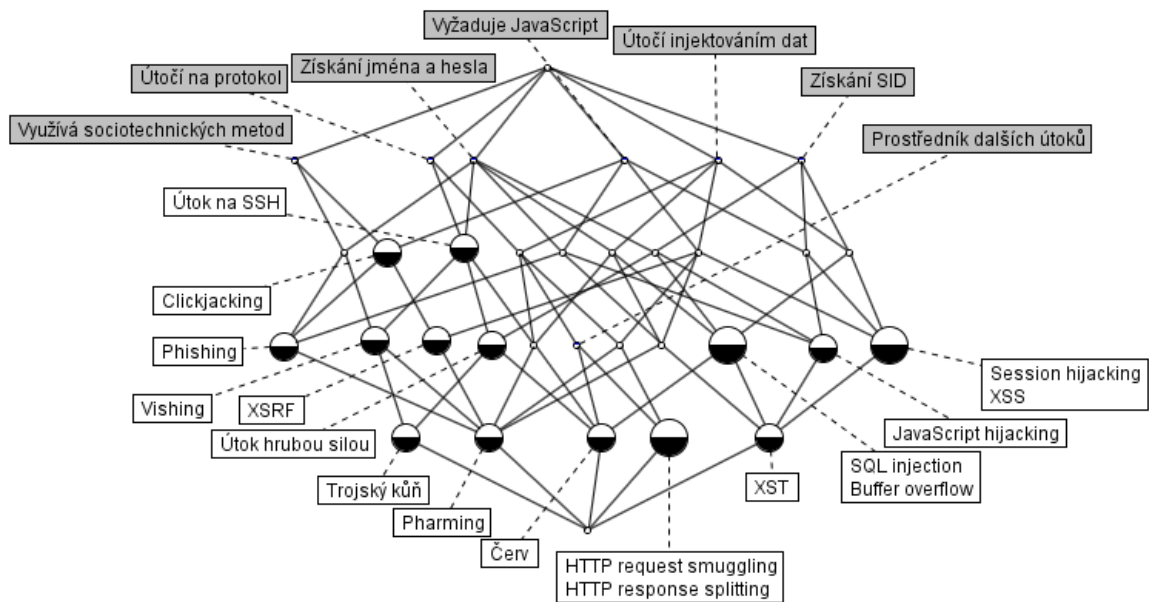 Vyžaduje JavaScript
Útočí injektováním dat
Útočí na protokol
Získání jména a hesla
Získání SID
Využívá sociotechnických metod
Prostředník dalších útoků
Útok na SSH
Clickjacking
Phishing
Vishing
XSRF
Útok hrubou silou
Session hijacking
XSS
JavaScript hijacking
SQL injection
Buffer overflow
XST
Trojský kůň
Pharming
Červ
HTTP request smuggling
HTTP response splitting